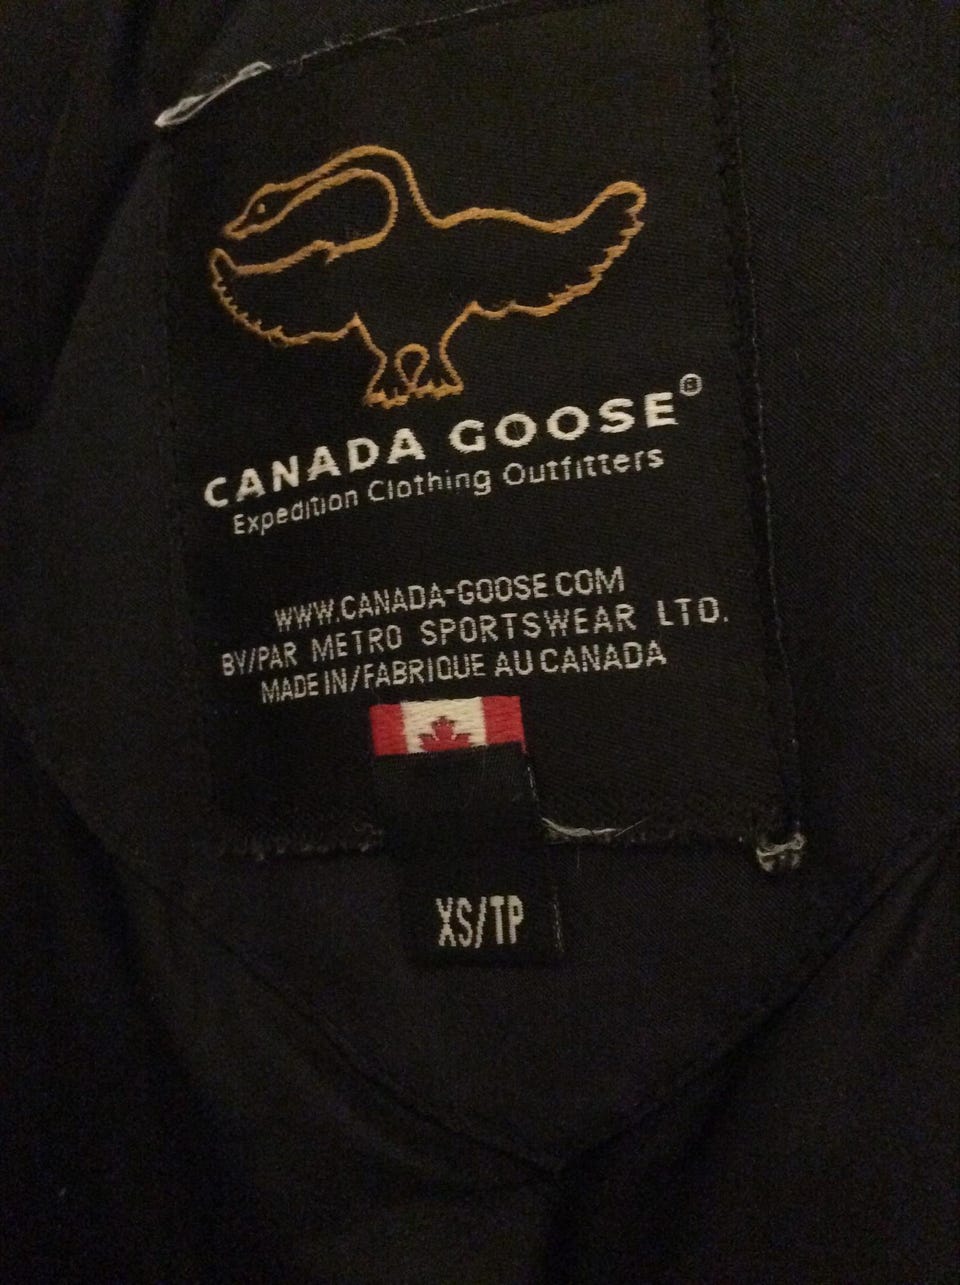 CANADA GOOSE®
Expedition Clothing Outfitters
WWW.CANADA-GOOSE.COM
BY/PAR METRO SPORTSWEAR LTD.
MADE IN/FABRIQUE AU CANADA
XS/TP